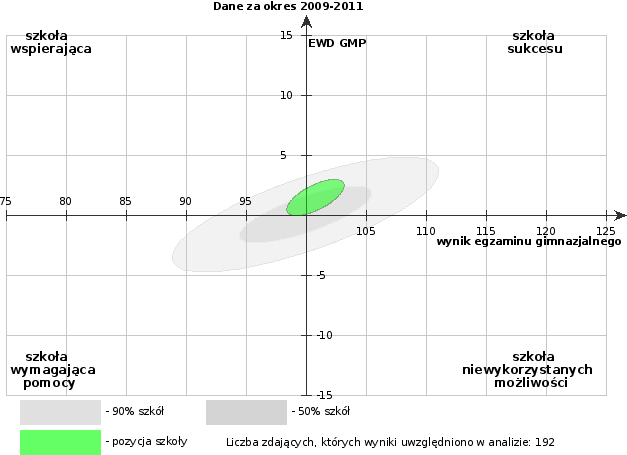 Dane za okres 2009-2011
szkoła
wspierająca
15
EWD GMP
szkoła
sukcesu
10
5
75
80
85
90
95
105
110
115
120
125
wynik egzaminu gimnazjalnego
-5
-10
szkoła
wymagająca
pomocy
szkoła
niewykorzystanych
możliwości
-15
- 90% szkół
- 50% szkół
- pozycja szkoły
Liczba zdających, których wyniki uwzględniono w analizie: 192